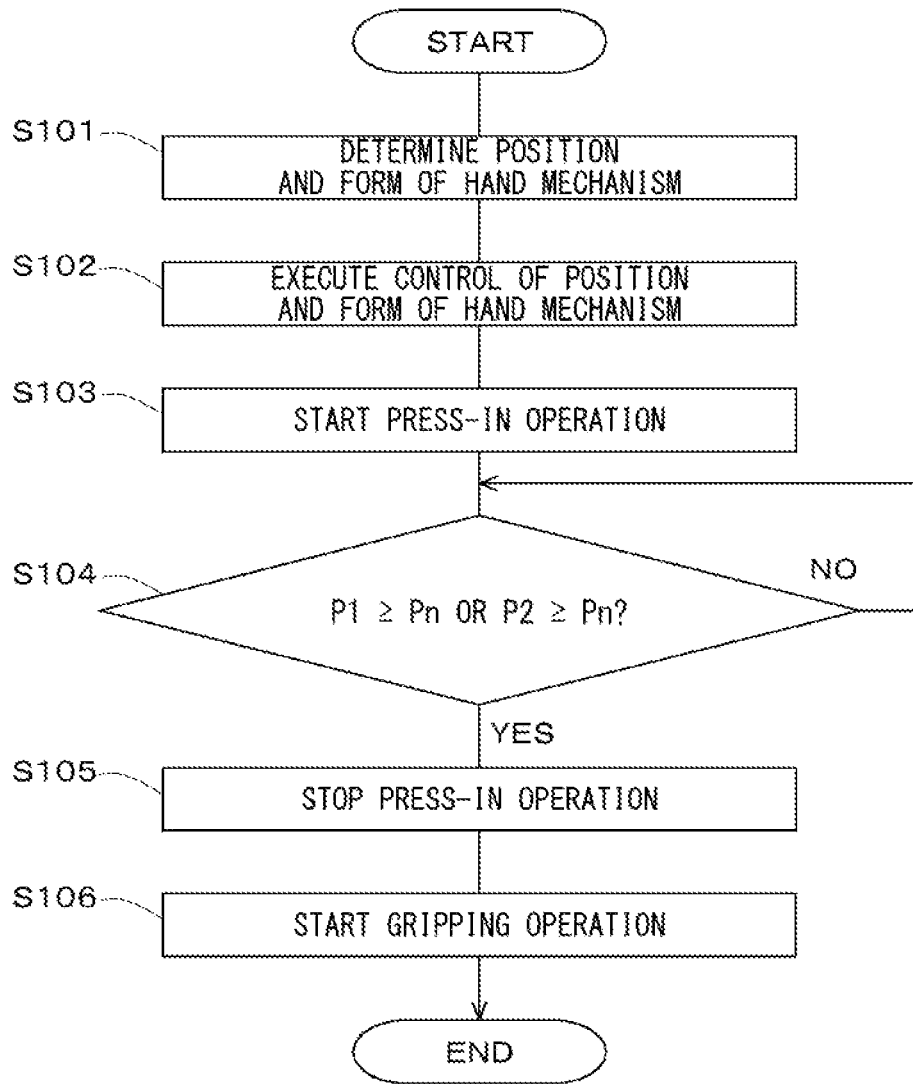 START
S101
DETERMINE POSITION
AND FORM OF HAND MECHANISM
S102
EXECUTE CONTROL OF POSITION
AND FORM OF HAND MECHANISM
S103
START PRESS-IN OPERATION
S104
P1 ≥ Pn OR P2 ≥ Pn?
NO
YES
S105
STOP PRESS-IN OPERATION
S106
START GRIPPING OPERATION
END